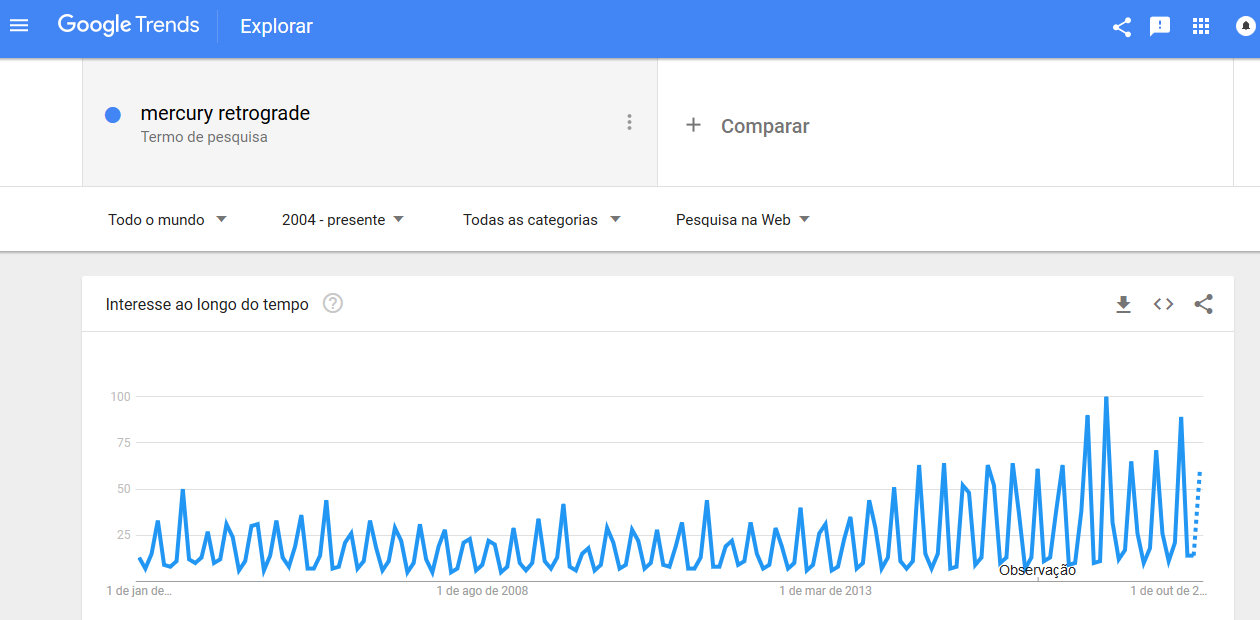 Google Trends
Explorar
mercury retrograde
Termo de pesquisa
+ Comparar
Todo o mundo
2004 - presente
Todas as categorias
Pesquisa na Web
Interesse ao longo do tempo
100
75
50
25
Observação
1 de jan de...
1 de ago de 2008
1 de mar de 2013
1 de out de 2...